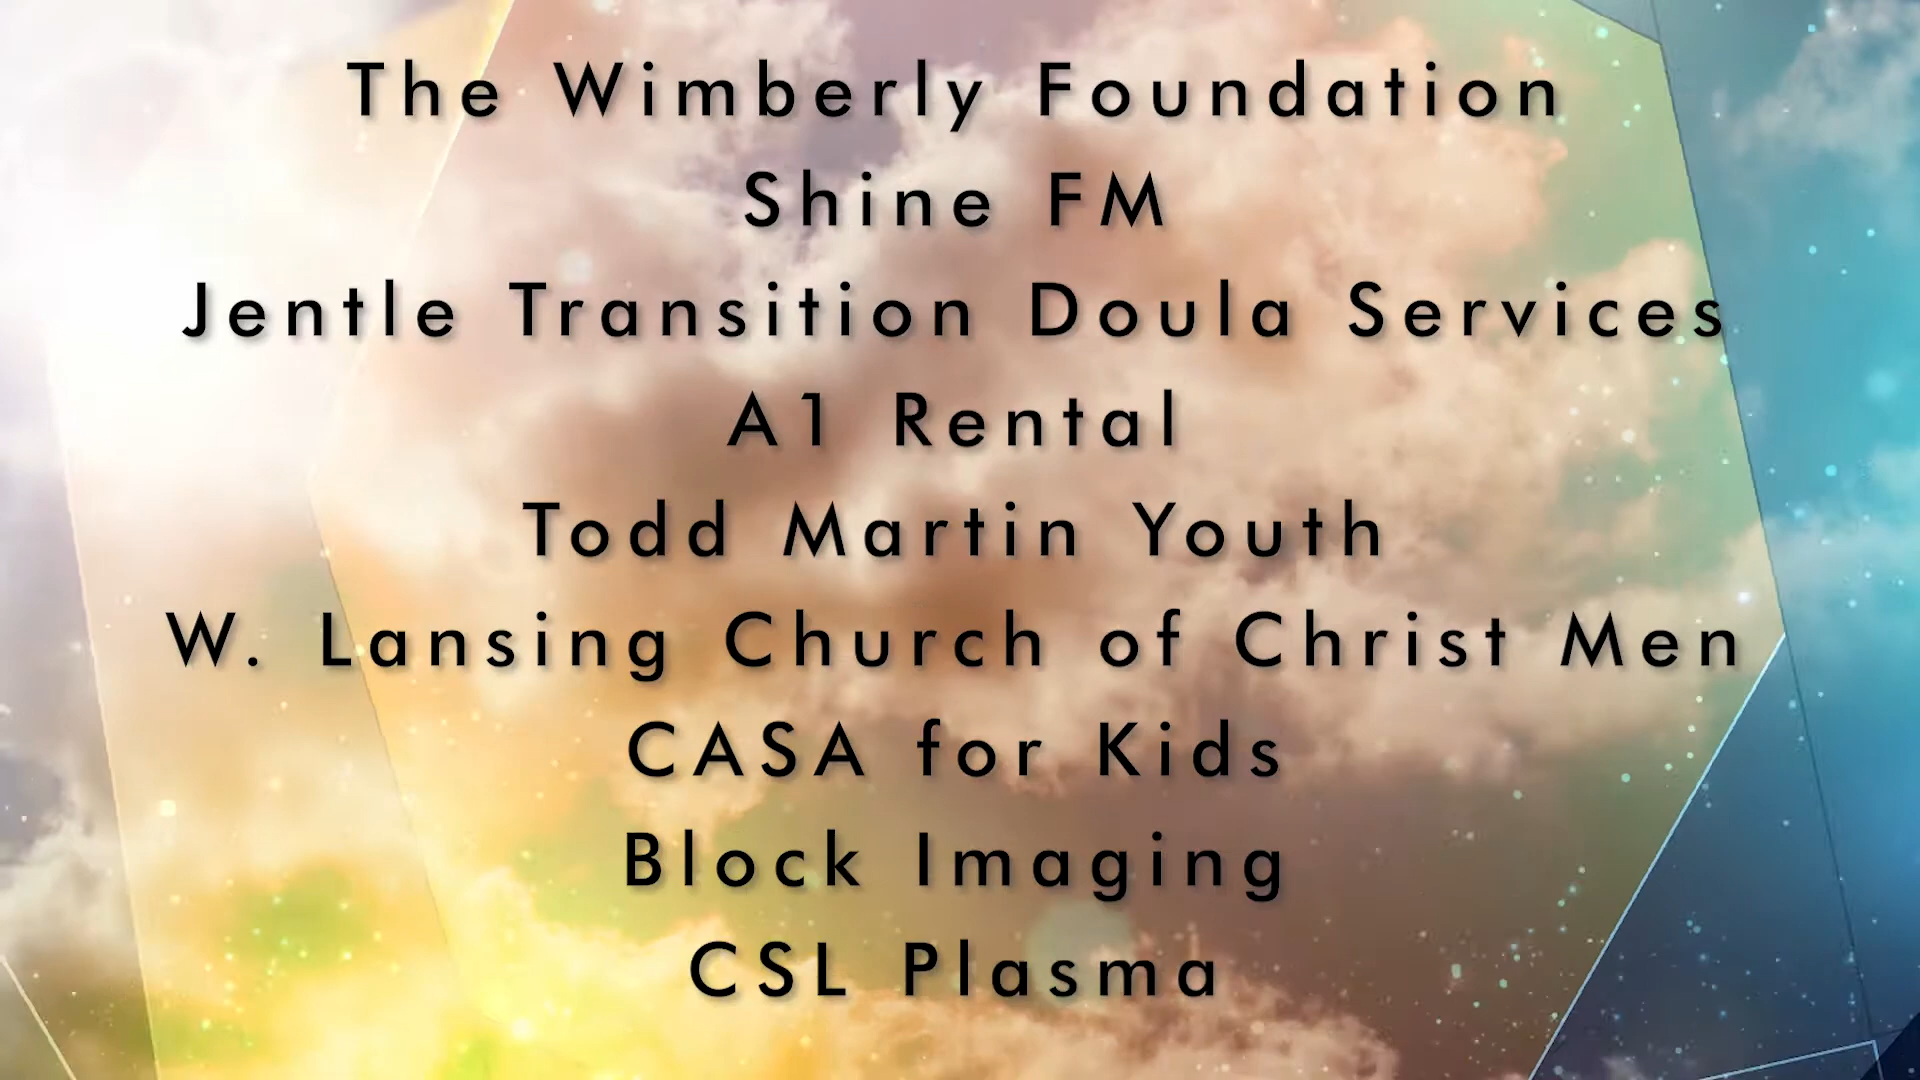 The Wimberly Foundation
Shine FM
Jentle Transition Doula Services
A1 Rental
Todd Martin Youth
W. Lansing Church of Christ Men
CASA for Kids
Block Imaging
CSL Plasma